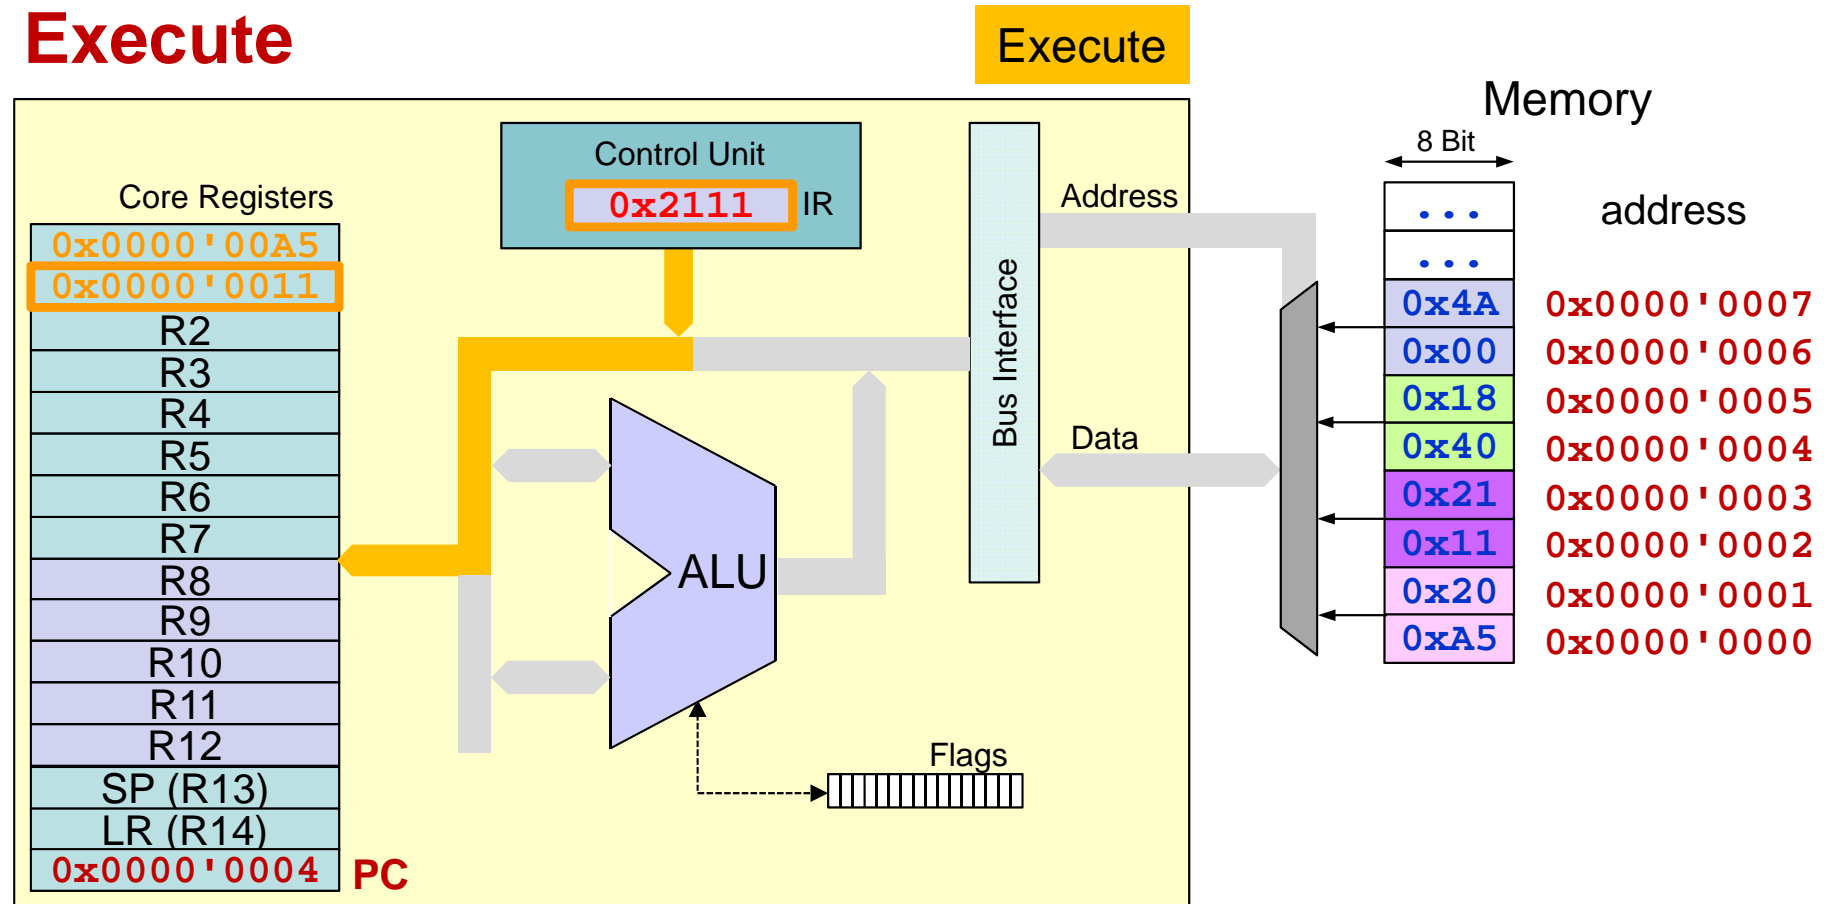 Execute
Execute
Memory
8 Bit
address
Control Unit
0x2111 IR
Core Registers
0x0000'00A5
0x0000'0011
R2
R3
R4
R5
R6
R7
R8
R9
R10
R11
R12
SP (R13)
LR (R14)
0x0000'0004 PC
ALU
Flags
Bus Interface
Address
Data
...
...
0x4A 0x0000'0007
0x00 0x0000'0006
0x18 0x0000'0005
0x40 0x0000'0004
0x21 0x0000'0003
0x11 0x0000'0002
0x20 0x0000'0001
0xA5 0x0000'0000